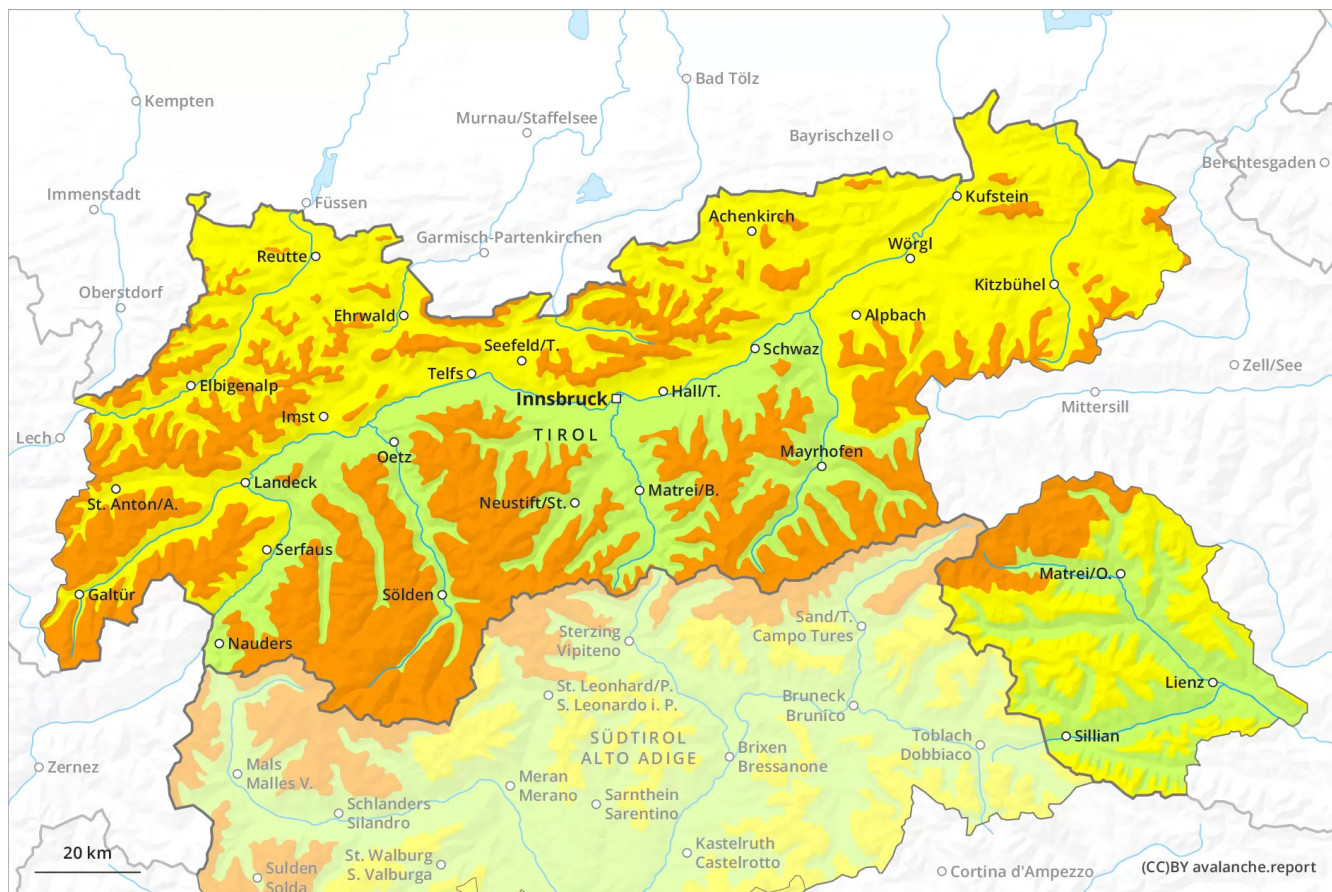 Bad Tölz
Kempten
Murnau/Staffelsee
Bayrischzell
Berchtesgaden
Immenstadt
Füssen
Kufstein
Achenkirch
Garmisch-Partenkirchen
Wörgl
Reutte
Oberstdorf
Kitzbühel
Ehrwald
Alpbach
Seefeld/T.
Schwaz
Zell/See
Telfs
Elbigenalp
Hall/T.
Innsbruck
Mittersill
Imst
Lech
TIROL
Oetz
Mayrhofen
Landeck
Matrei/B.
St. Anton/A.
Neustift/St.
Serfaus
Matrei/O.
Galtür
Sölden
Sand/T.
Campo Tures
Sterzing
Vipiteno
Nauders
Lienz
St. Leonhard/P.
S. Leonardo i. P.
Bruneck
Brunico
SÜDTIROL
ALTO ADIGE
Toblach
Dobbiaco
Sillian
Brixen
Bressanone
Zernez
Mals
Malles V.
Meran
Merano
Sarnthein
Sarentino
Schlanders
Silandro
Kastelruth
Castelrotto
20 km
St. Walburg
S. Valburga
Sulden
Solda
Cortina d'Ampezzo
(CC)BY avalanche.report